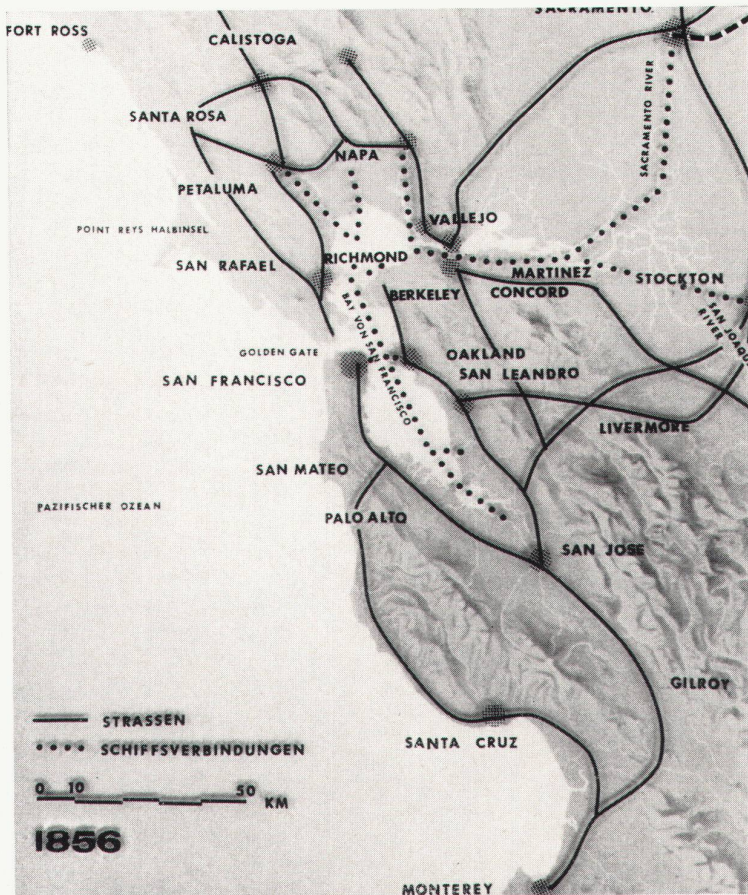 SACRAMENTO.
FORT ROSS
CALISTOGA
SACRAMENTO RIVER
SANTA ROSA
NAPA
PETALUMA
VALLEJO
POINT REYS HALBINSEL
RICHMOND
SAN RAFAEL
MARTINEZ
STOCKTON
BERKELEY
CONCORD
SAN JOAQU
RIVER
BAY VON SAN FRANCISCO
GOLDEN GATE
OAKLAND
SAN FRANCISCO
SAN LEANDRO
LIVERMORE
SAN MATEO
PAZIFISCHER OZEAN
PALO ALTO
SAN JOSE
GILROY
STRASSEN
SANTA CRUZ
SCHIFFSVERBINDUNGEN
0 10 50
KM
1856
MONTEREY